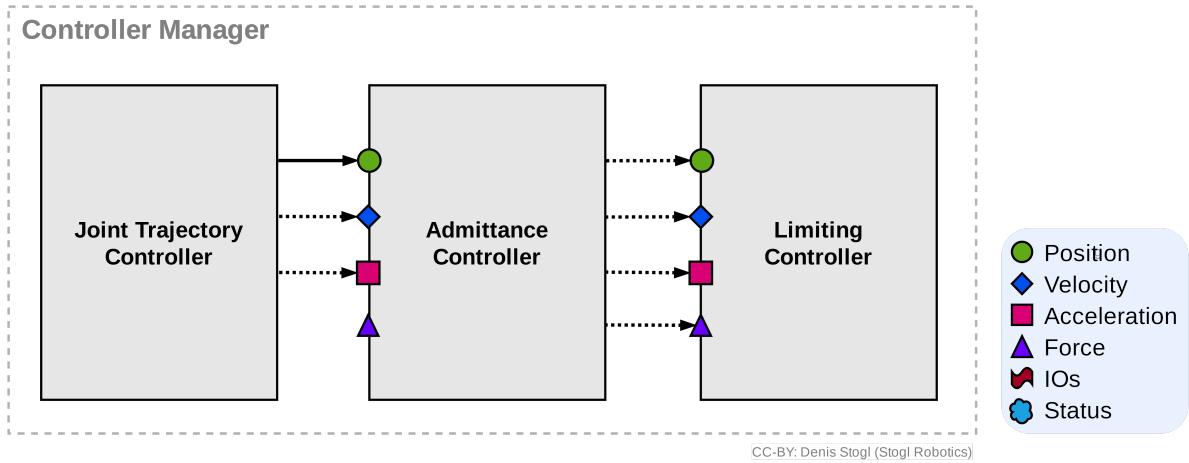 Controller Manager
Joint Trajectory
Controller
Admittance
Controller
Limiting
Controller
Position
Velocity
Acceleration
Force
IOs
Status
CC-BY: Denis Stogl (Stogl Robotics)